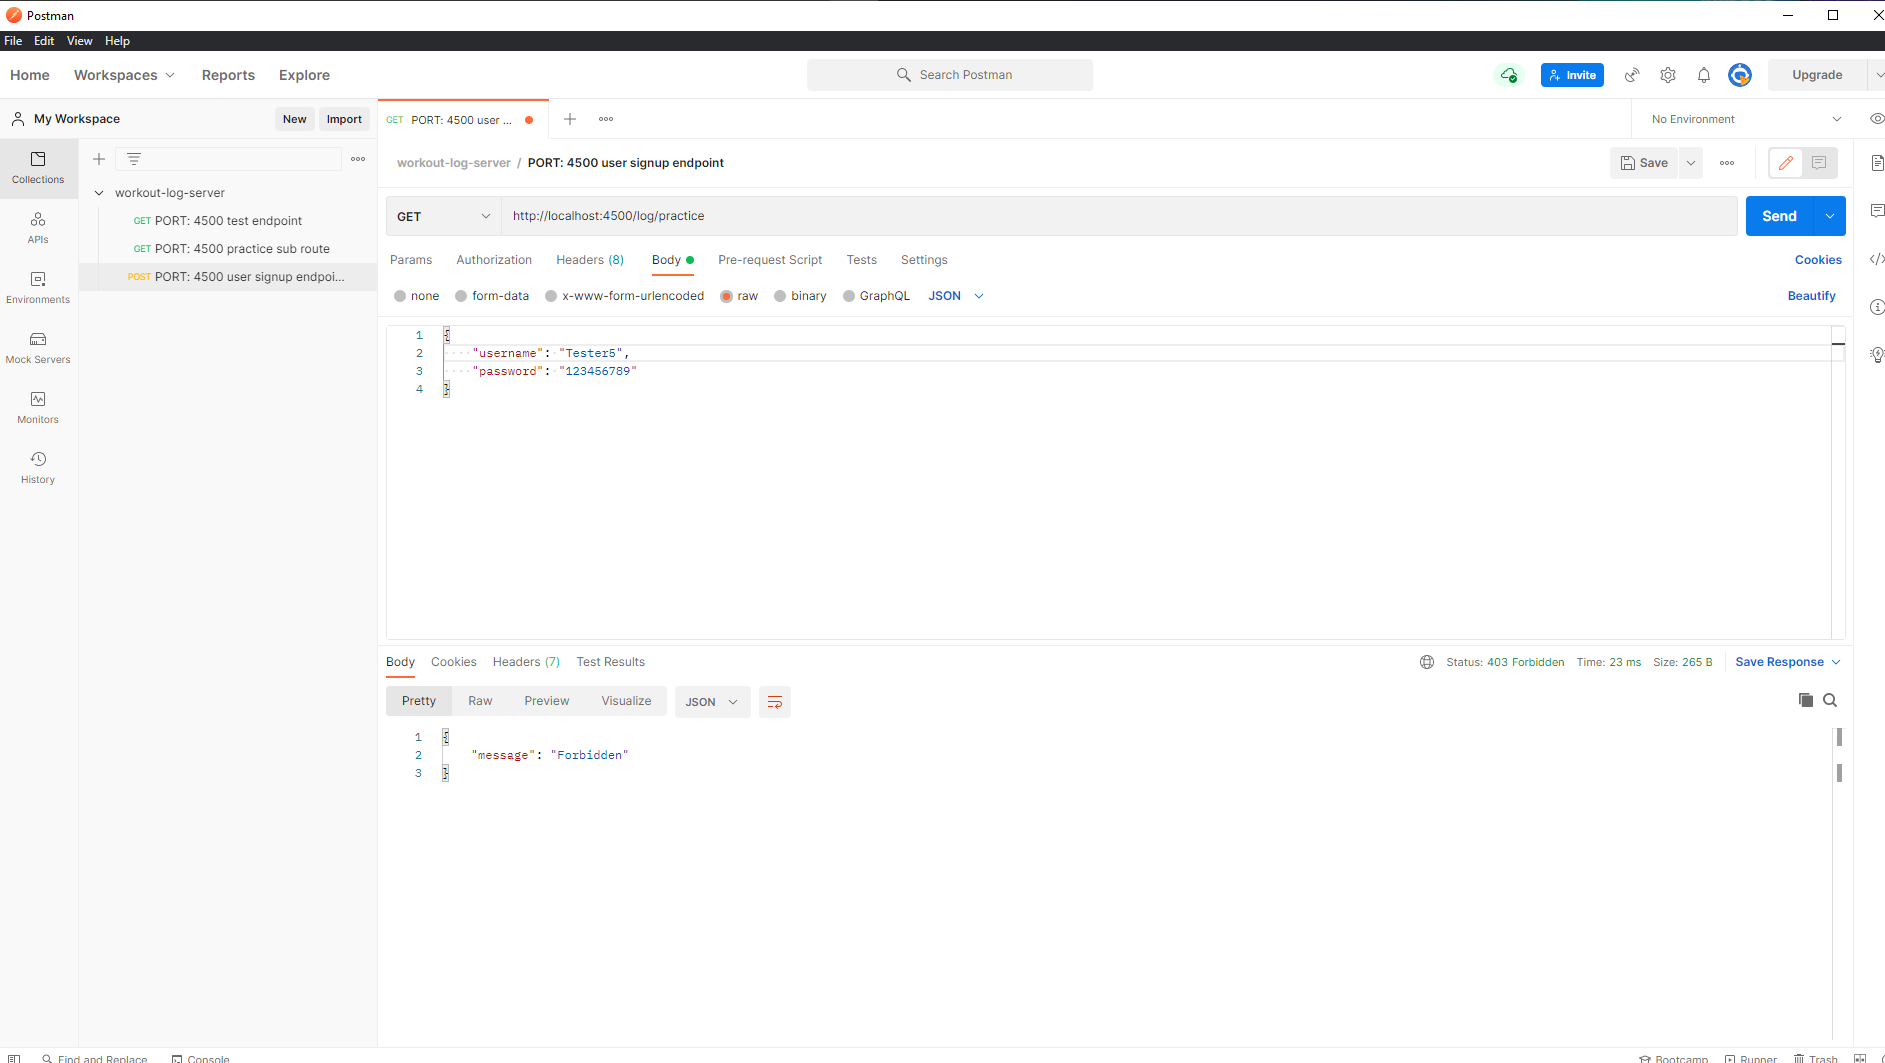 Postman
File Edit View Help
Home Workspaces Reports Explore Search Postman Invite Upgrade
My Workspace New Import GET PORT: 4500 user ... No Environment
workout-log-server / PORT: 4500 user signup endpoint Save
Collections
APIs
Environments
Mock Servers
Monitors
History
workout-log-server
GET PORT: 4500 test endpoint
GET PORT: 4500 practice sub route
POST PORT: 4500 user signup endpoi...
GET http://localhost:4500/log/practice Send
Params Authorization Headers (8) Body Pre-request Script Tests Settings Cookies
none form-data x-www-form-urlencoded raw binary GraphQL JSON Beautify
1 {
2 "username": "Tester5",
3 "password": "123456789"
4 }
Body Cookies Headers (7) Test Results Status: 403 Forbidden Time: 23 ms Size: 265 B Save Response
Pretty Raw Preview Visualize JSON
1 {
2 "message": "Forbidden"
3 }
Find and Replace Console Bootcamp Runner Trash